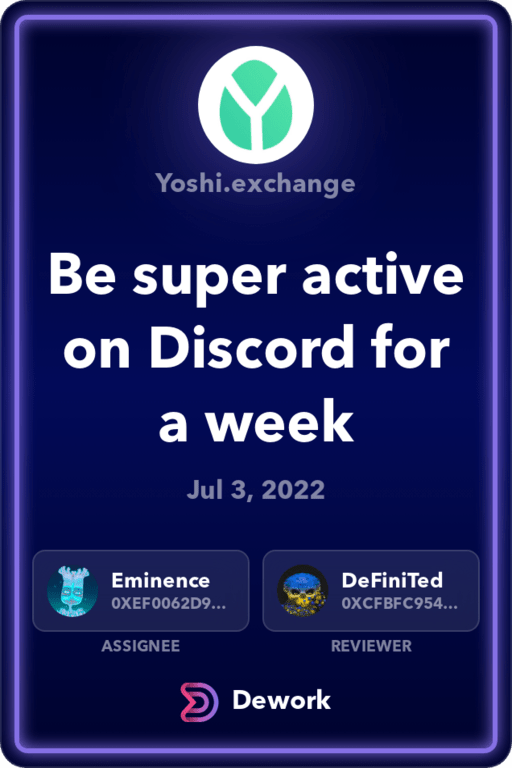 Yoshi.exchange
Be super active
on Discord for
a week
Jul 3, 2022
Eminence
0XEF0062D9...
ASSIGNEE
DeFiniTed
0XCFBFC954...
REVIEWER
Dework